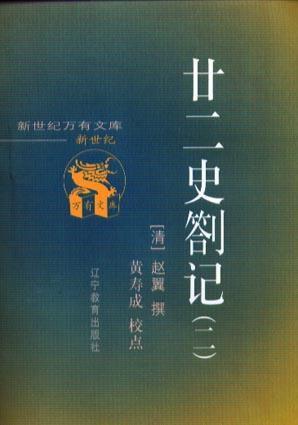 廿二史劄记(二)
[清] 赵翼 撰
黄寿成 校点
新世纪万有文库
新世纪
万有文库
辽宁教育出版社